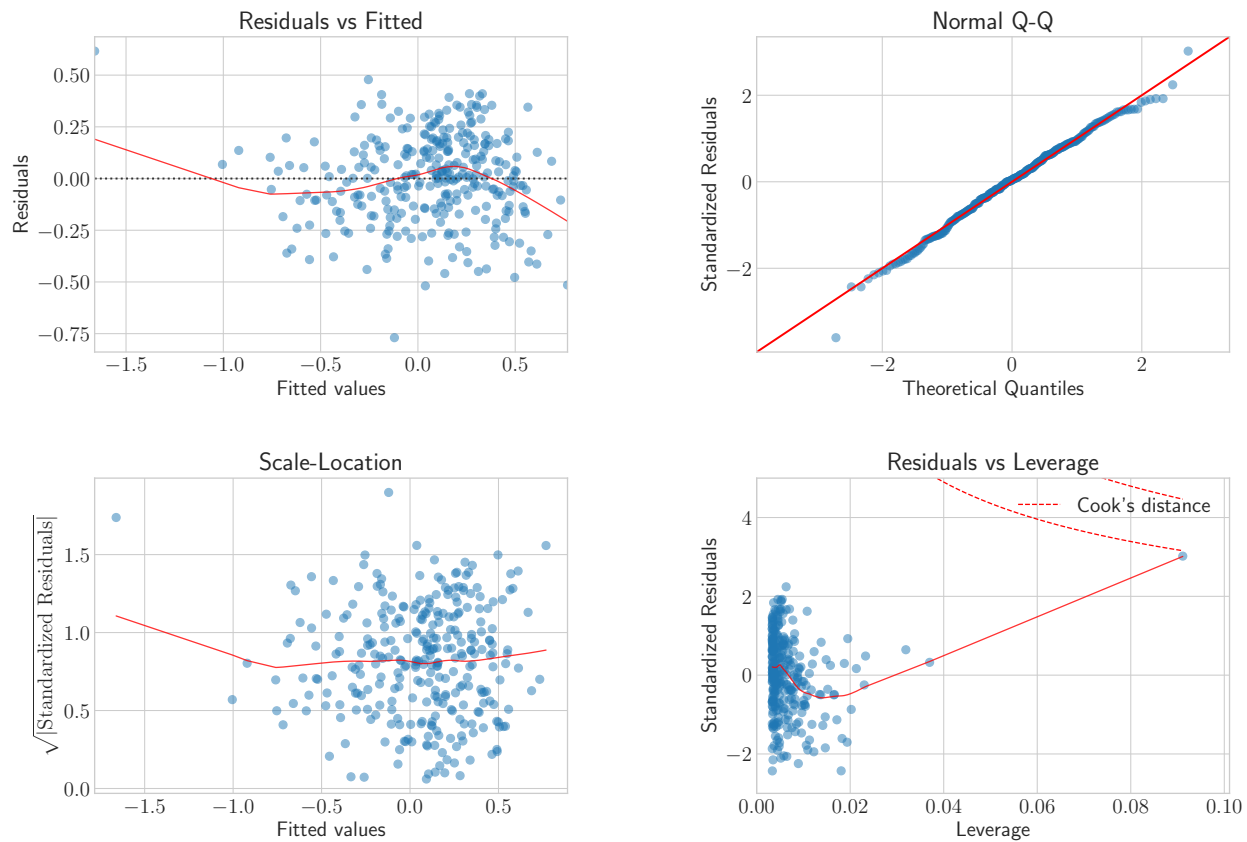 Residuals vs Fitted
Residuals
0.50
0.25
0.00
−0.25
−0.50
−0.75
−1.5 −1.0 −0.5 0.0 0.5
Fitted values
Normal Q-Q
Standardized Residuals
2
0
−2
−2 0 2
Theoretical Quantiles
Scale-Location
√|Standardized Residuals|
1.5
1.0
0.5
0.0
−1.5 −1.0 −0.5 0.0 0.5
Fitted values
Residuals vs Leverage
Cook's distance
Standardized Residuals
4
2
0
−2
0.00 0.02 0.04 0.06 0.08 0.10
Leverage